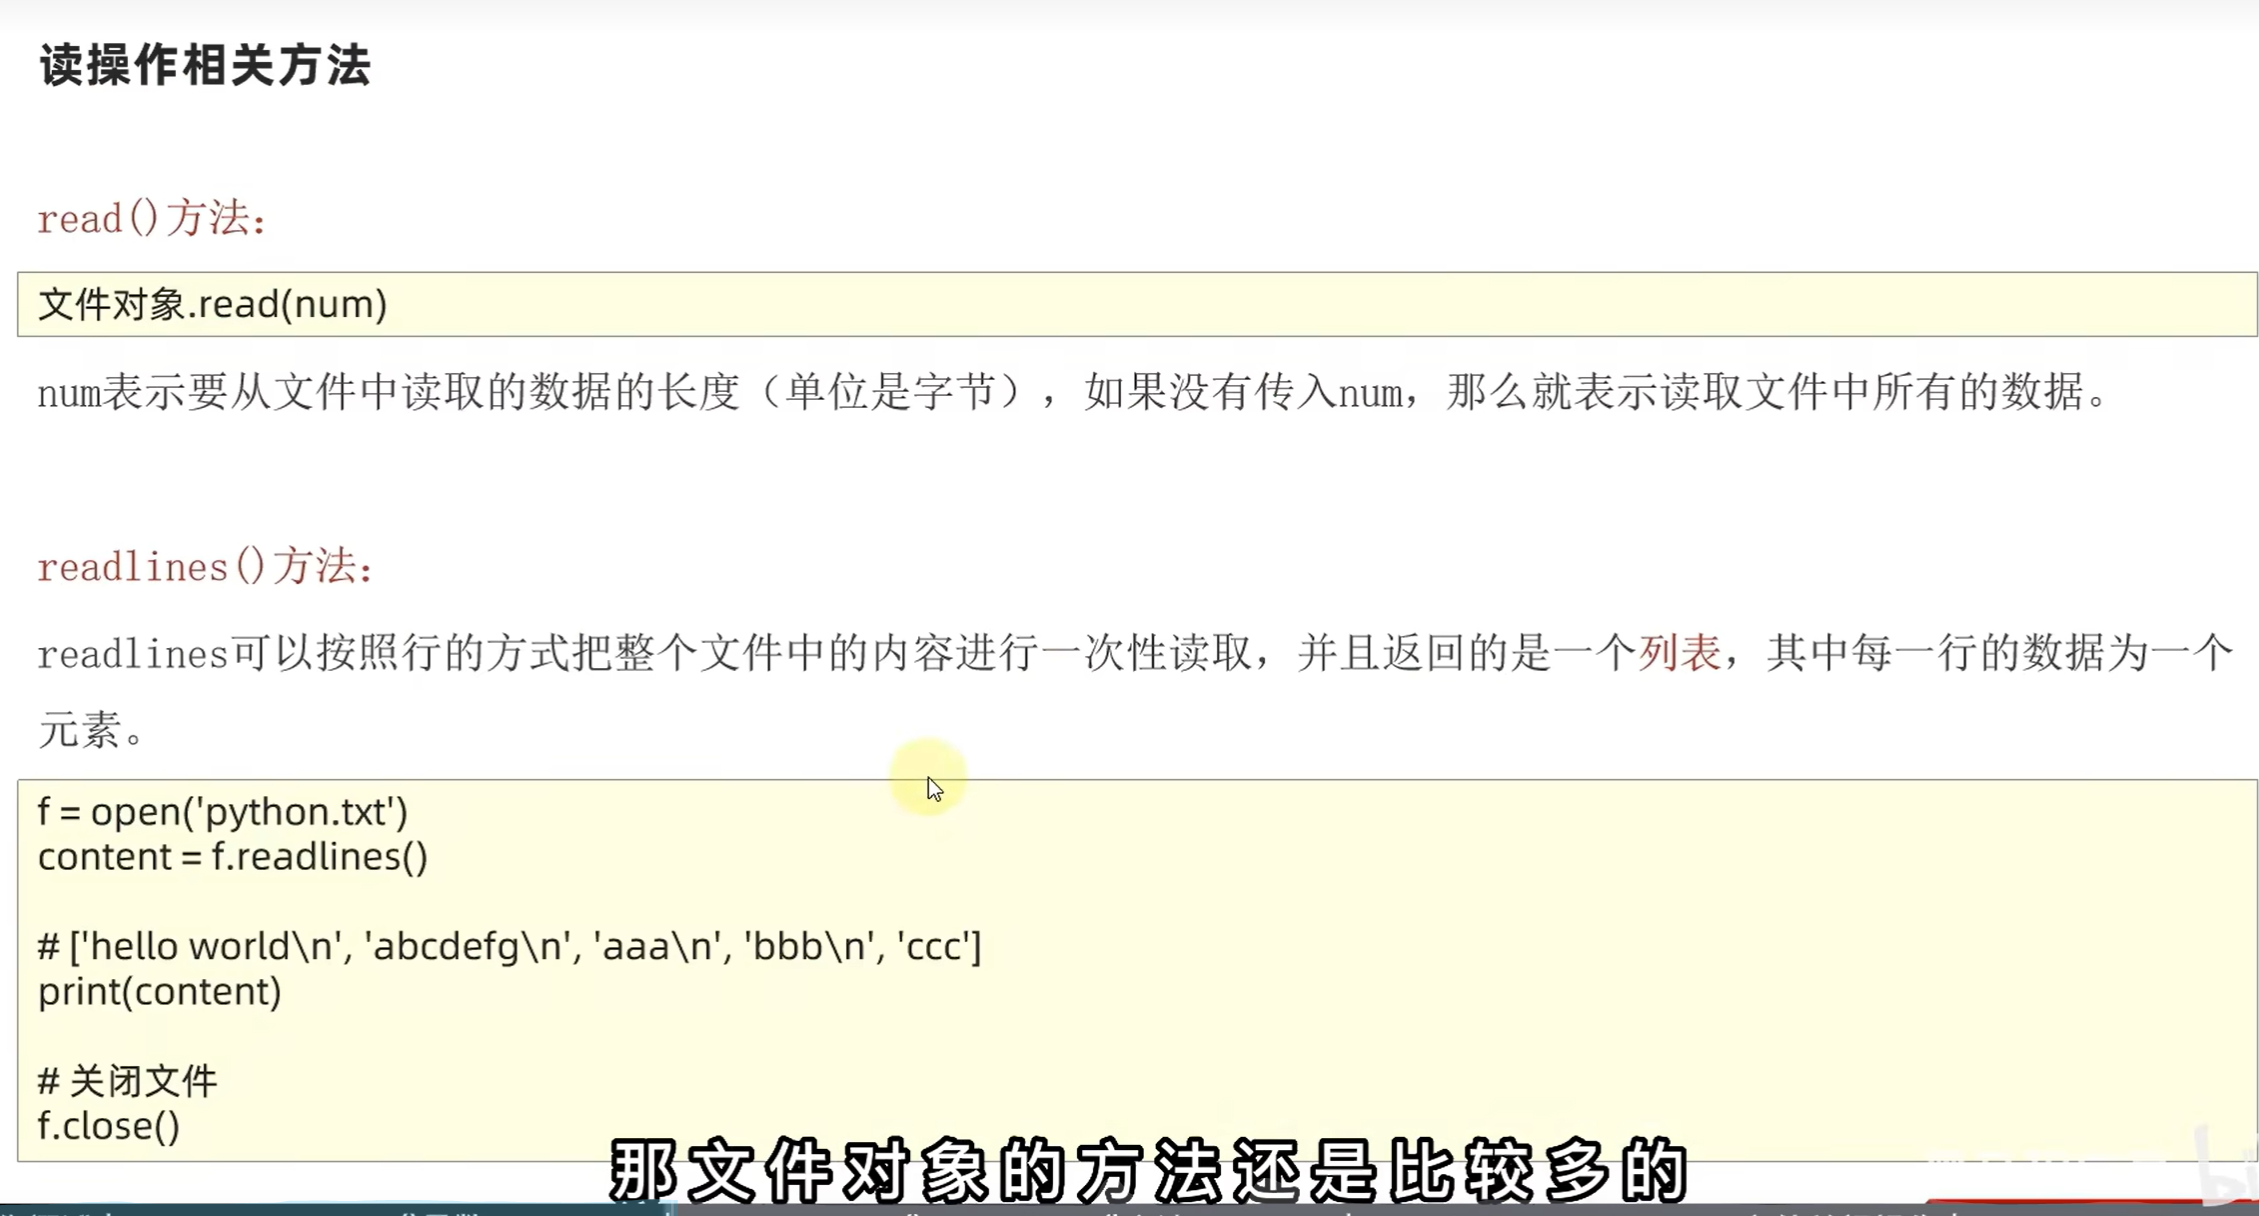 读操作相关方法
read()方法：
文件对象.read(num)
num表示要从文件中读取的数据的长度（单位是字节），如果没有传入num，那么就表示读取文件中所有的数据。
readlines()方法：
readlines可以按照行的方式把整个文件中的内容进行一次性读取，并且返回的是一个列表，其中每一行的数据为一个
元素。
f = open('python.txt')
content = f.readlines()
# ['hello world\n', 'abcdefg\n', 'aaa\n', 'bbb\n', 'ccc']
print(content)
# 关闭文件
f.close()
那文件对象的方法还是比较多的